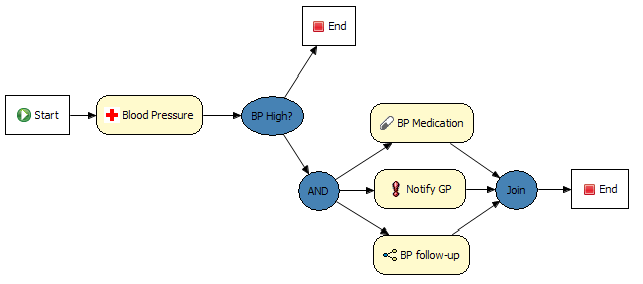 End
Start
Blood Pressure
BP High?
BP Medication
AND
Notify GP
Join
End
BP follow-up